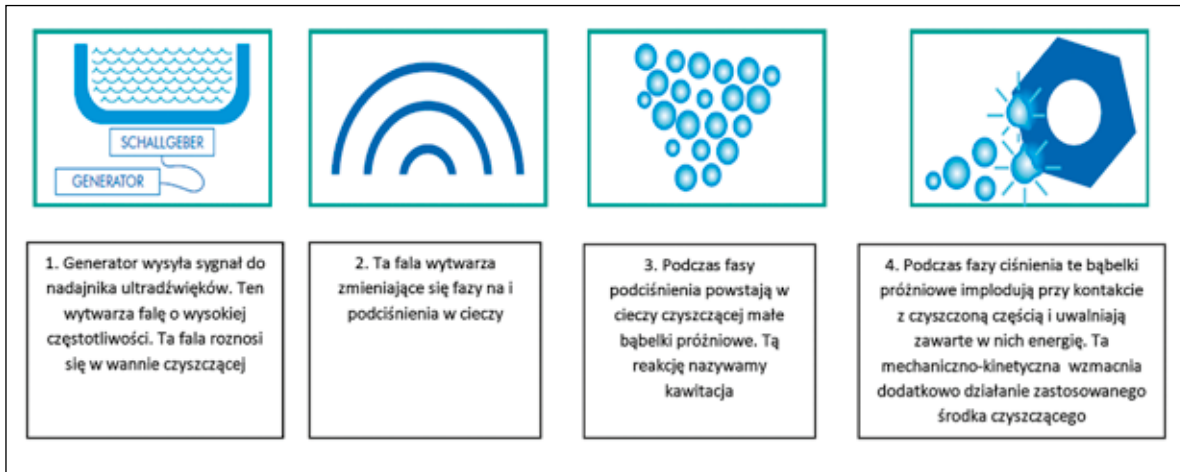 SCHALLGEBER
GENERATOR
1. Generator wysyła sygnał do
nadajnika ultradźwięków. Ten
wytwarza falę o wysokiej
częstotliwości. Ta fala roznosi
się w wannie czyszczącej
2. Ta fala wytwarza
zmieniające się fazy na i
podciśnienia w cieczy
3. Podczas fasy
podciśnienia powstają w
cieczy czyszczącej małe
bąbelki próżniowe. Tą
reakcję nazywamy
kawitacja
4. Podczas fazy ciśnienia te bąbelki
próżniowe implodują przy kontakcie
z czyszczoną częścią i uwalniają
zawarte w nich energię. Ta
mechaniczno-kinetyczna wzmacnia
dodatkowo działanie zastosowanego
środka czyszczącego